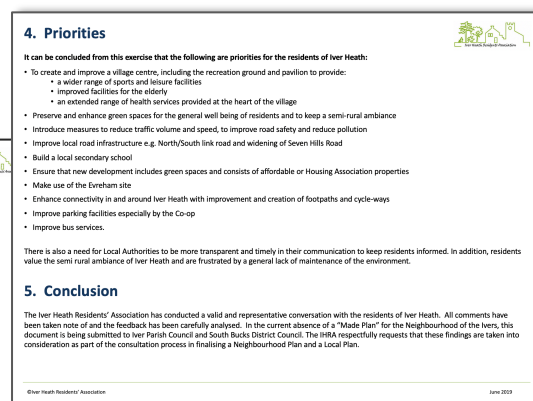 4. Priorities
Iver Heath Residents Association
It can be concluded from this exercise that the following are priorities for the residents of Iver Heath:
• To create and improve a village centre, including the recreation ground and pavilion to provide:
• a wider range of sports and leisure facilities
• improved facilities for the elderly
• an extended range of health services provided at the heart of the village
• Preserve and enhance green spaces for the general well being of residents and to keep a semi-rural ambiance
• Introduce measures to reduce traffic volume and speed, to improve road safety and reduce pollution
• Improve local road infrastructure e.g. North/South link road and widening of Seven Hills Road
• Build a local secondary school
• Ensure that new development includes green spaces and consists of affordable or Housing Association properties
• Make use of the Evreham site
• Enhance connectivity in and around Iver Heath with improvement and creation of footpaths and cycle-ways
• Improve parking facilities especially by the Co-op
• Improve bus services.
There is also a need for Local Authorities to be more transparent and timely in their communication to keep residents informed. In addition, residents
value the semi rural ambiance of Iver Heath and are frustrated by a general lack of maintenance of the environment.
5. Conclusion
The Iver Heath Residents' Association has conducted a valid and representative conversation with the residents of Iver Heath. All comments have
been taken note of and the feedback has been carefully analysed. In the current absence of a "Made Plan" for the Neighbourhood of the Ivers, this
document is being submitted to Iver Parish Council and South Bucks District Council. The IHRA respectfully requests that these findings are taken into
consideration as part of the consultation process in finalising a Neighbourhood Plan and a Local Plan.
©Iver Heath Residents' Association
June 2019